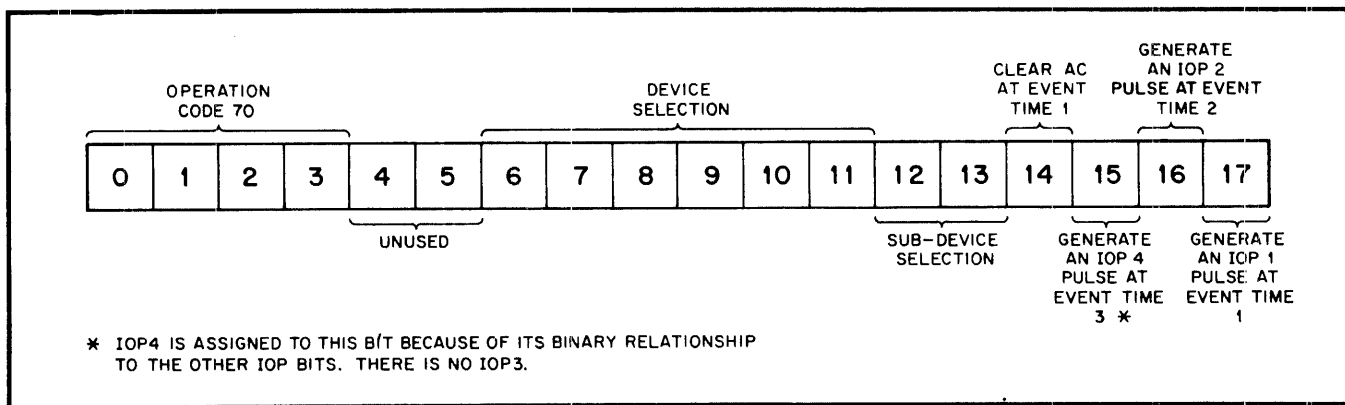 OPERATION
CODE 70
DEVICE
SELECTION
CLEAR AC
AT EVENT
TIME 1
GENERATE
AN IOP 2
PULSE AT EVENT
TIME 2
0 1 2 3 4 5 6 7 8 9 10 11 12 13 14 15 16 17
UNUSED
SUB-DEVICE
SELECTION
GENERATE
AN IOP 4
PULSE AT
EVENT TIME
3 *
GENERATE
AN IOP 1
PULSE AT
EVENT TIME
1
* IOP4 IS ASSIGNED TO THIS BIT BECAUSE OF ITS BINARY RELATIONSHIP
TO THE OTHER IOP BITS. THERE IS NO IOP3.